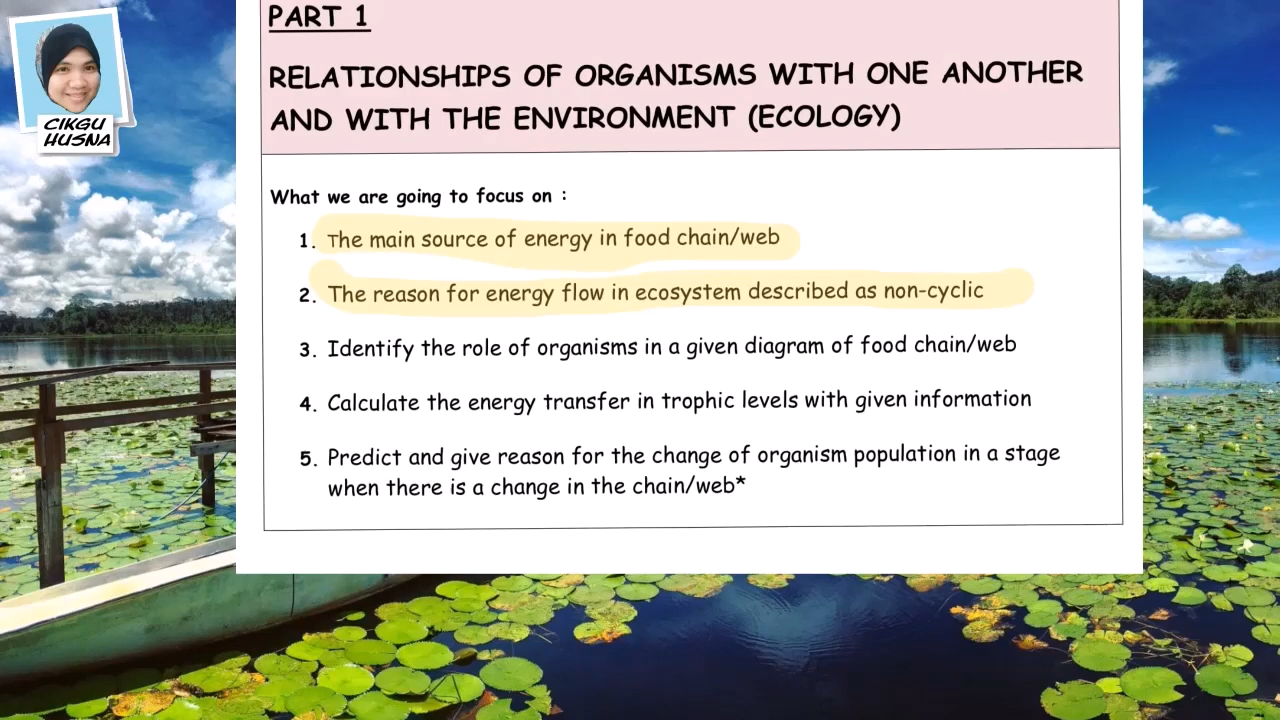 CIKGU
HUSNA
PART 1
RELATIONSHIPS OF ORGANISMS WITH ONE ANOTHER
AND WITH THE ENVIRONMENT (ECOLOGY)
What we are going to focus on :
1. The main source of energy in food chain/web
2. The reason for energy flow in ecosystem described as non-cyclic
3. Identify the role of organisms in a given diagram of food chain/web
4. Calculate the energy transfer in trophic levels with given information
5. Predict and give reason for the change of organism population in a stage
when there is a change in the chain/web*